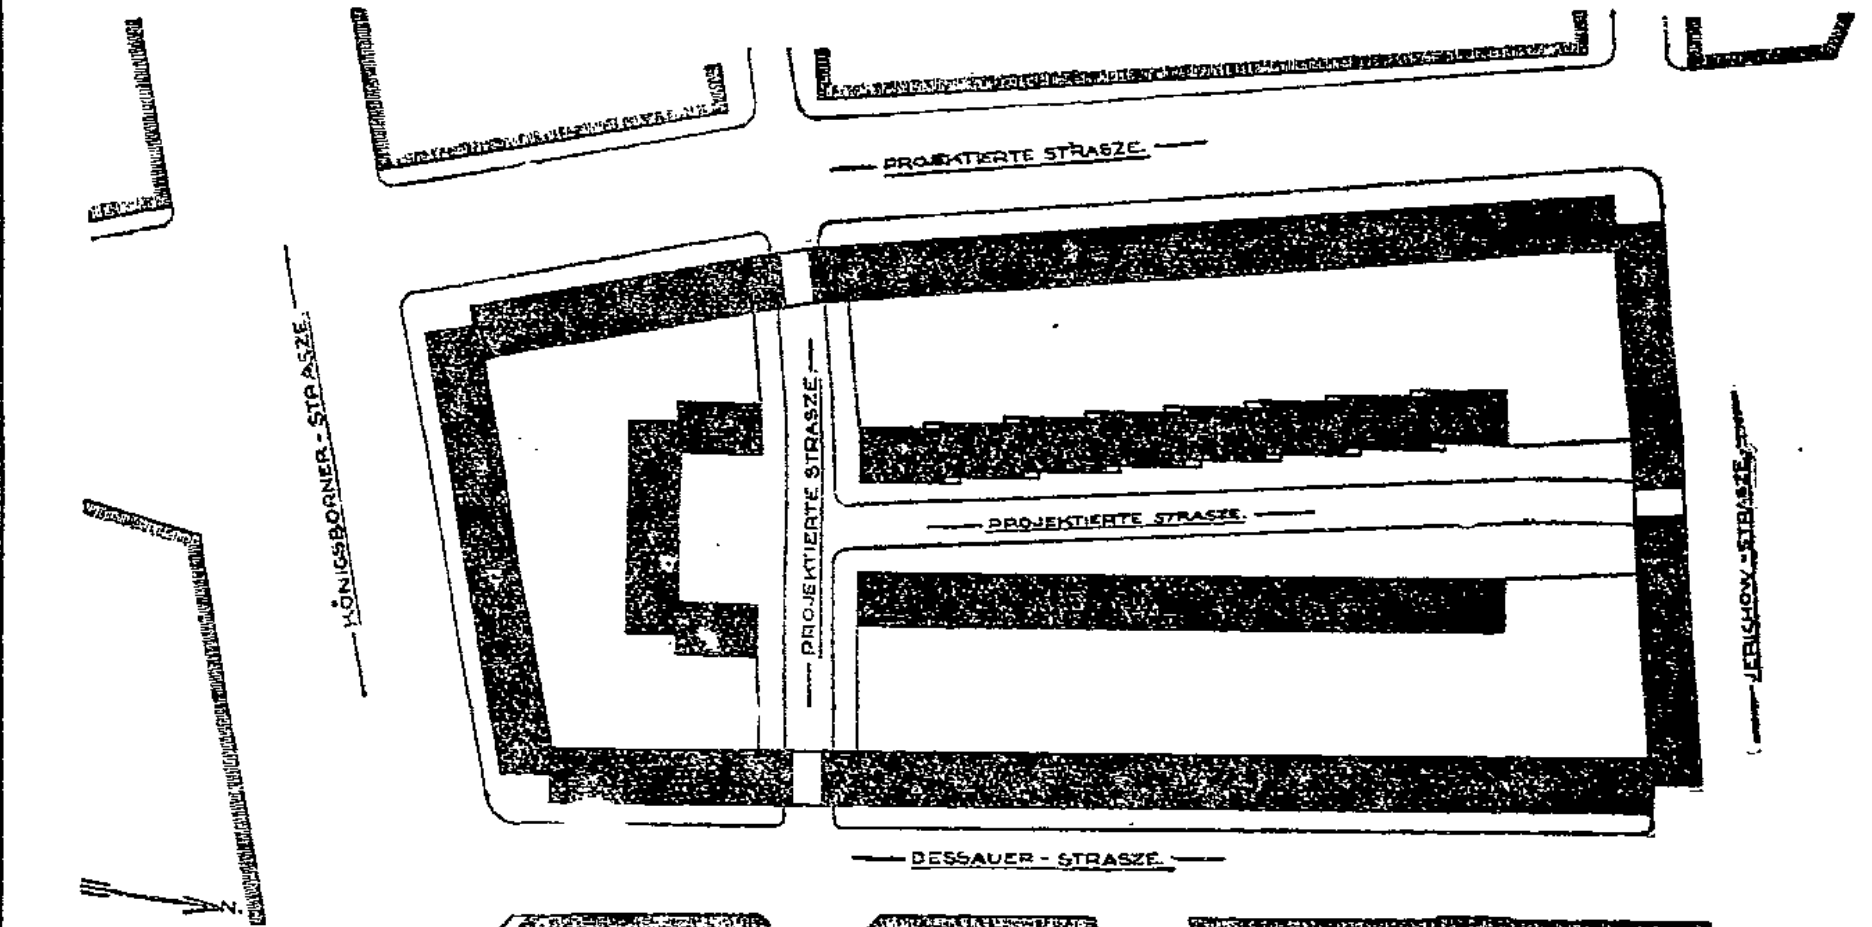 PROJEKTIERTE STRASZE.
KÖNIGSBORNER-STRASZE.
PROJEKTIERTE STRASZE.
PROJEKTIERTE STRASZE.
JERICHOW.-STRASZE.
DESSAUER-STRASZE.
N.